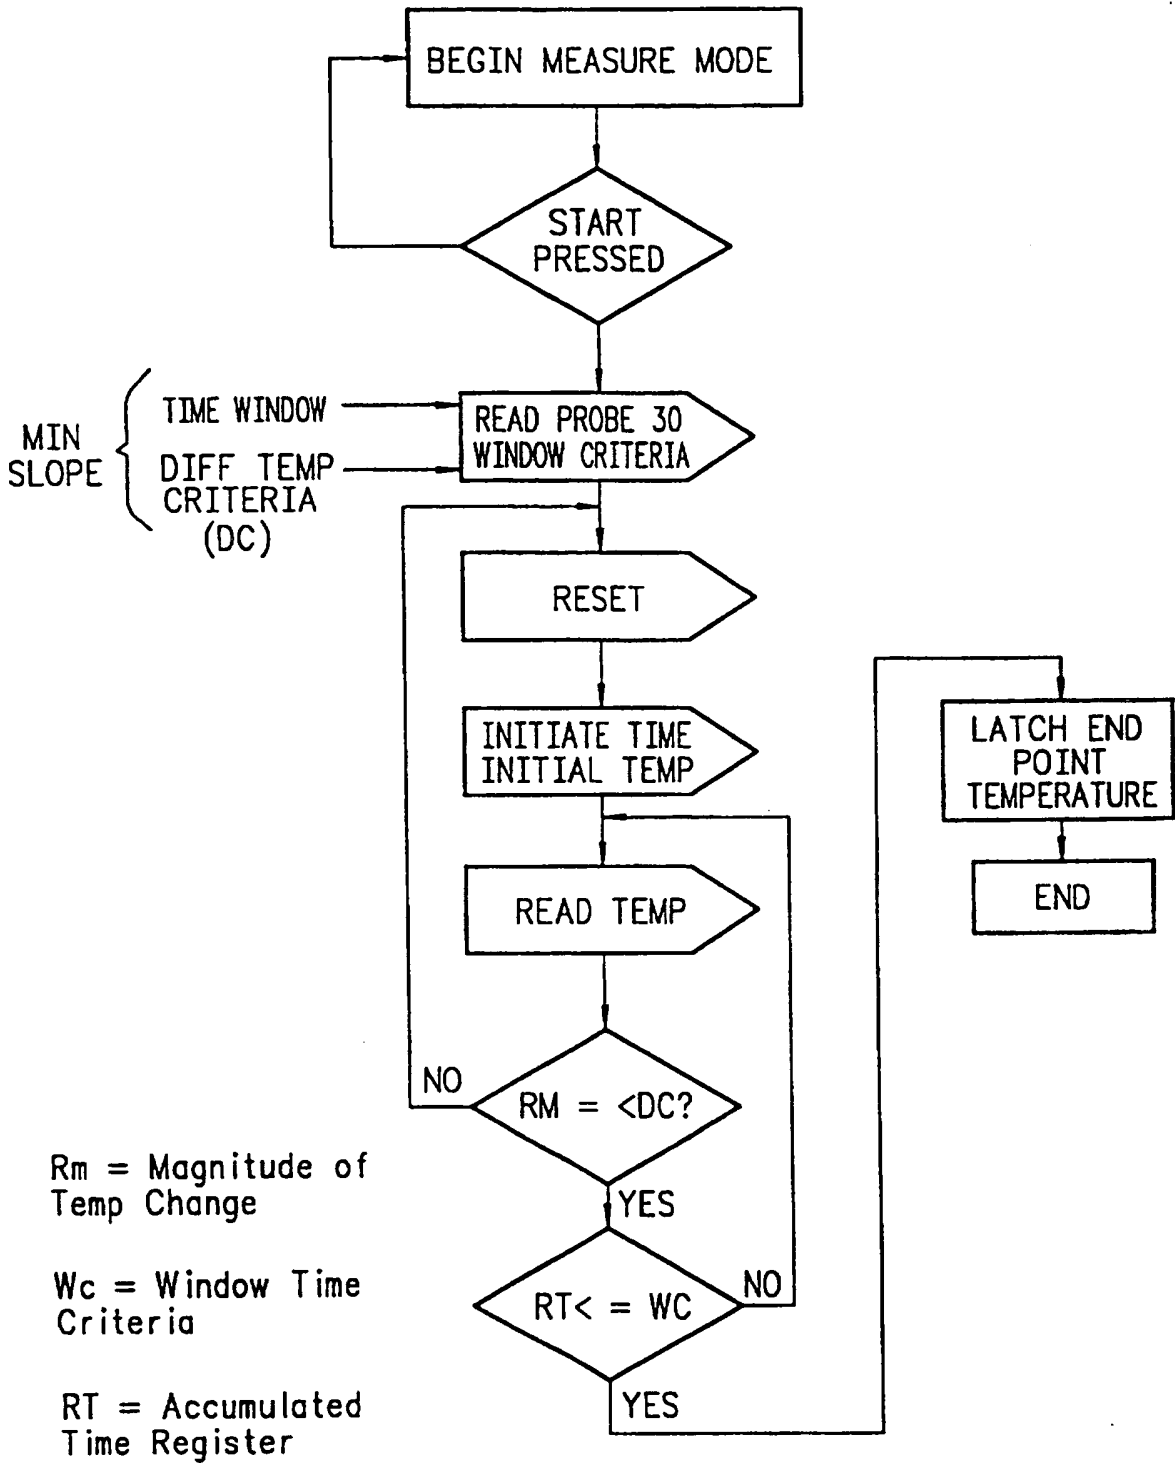 BEGIN MEASURE MODE
START
PRESSED
MIN
SLOPE
TIME WINDOW
DIFF TEMP
CRITERIA
(DC)
READ PROBE 30
WINDOW CRITERIA
RESET
INITIATE TIME
INITIAL TEMP
READ TEMP
LATCH END
POINT
TEMPERATURE
END
NO
RM = <DC?
YES
RT< = WC
NO
YES
Rm = Magnitude of
Temp Change
Wc = Window Time
Criteria
RT = Accumulated
Time Register